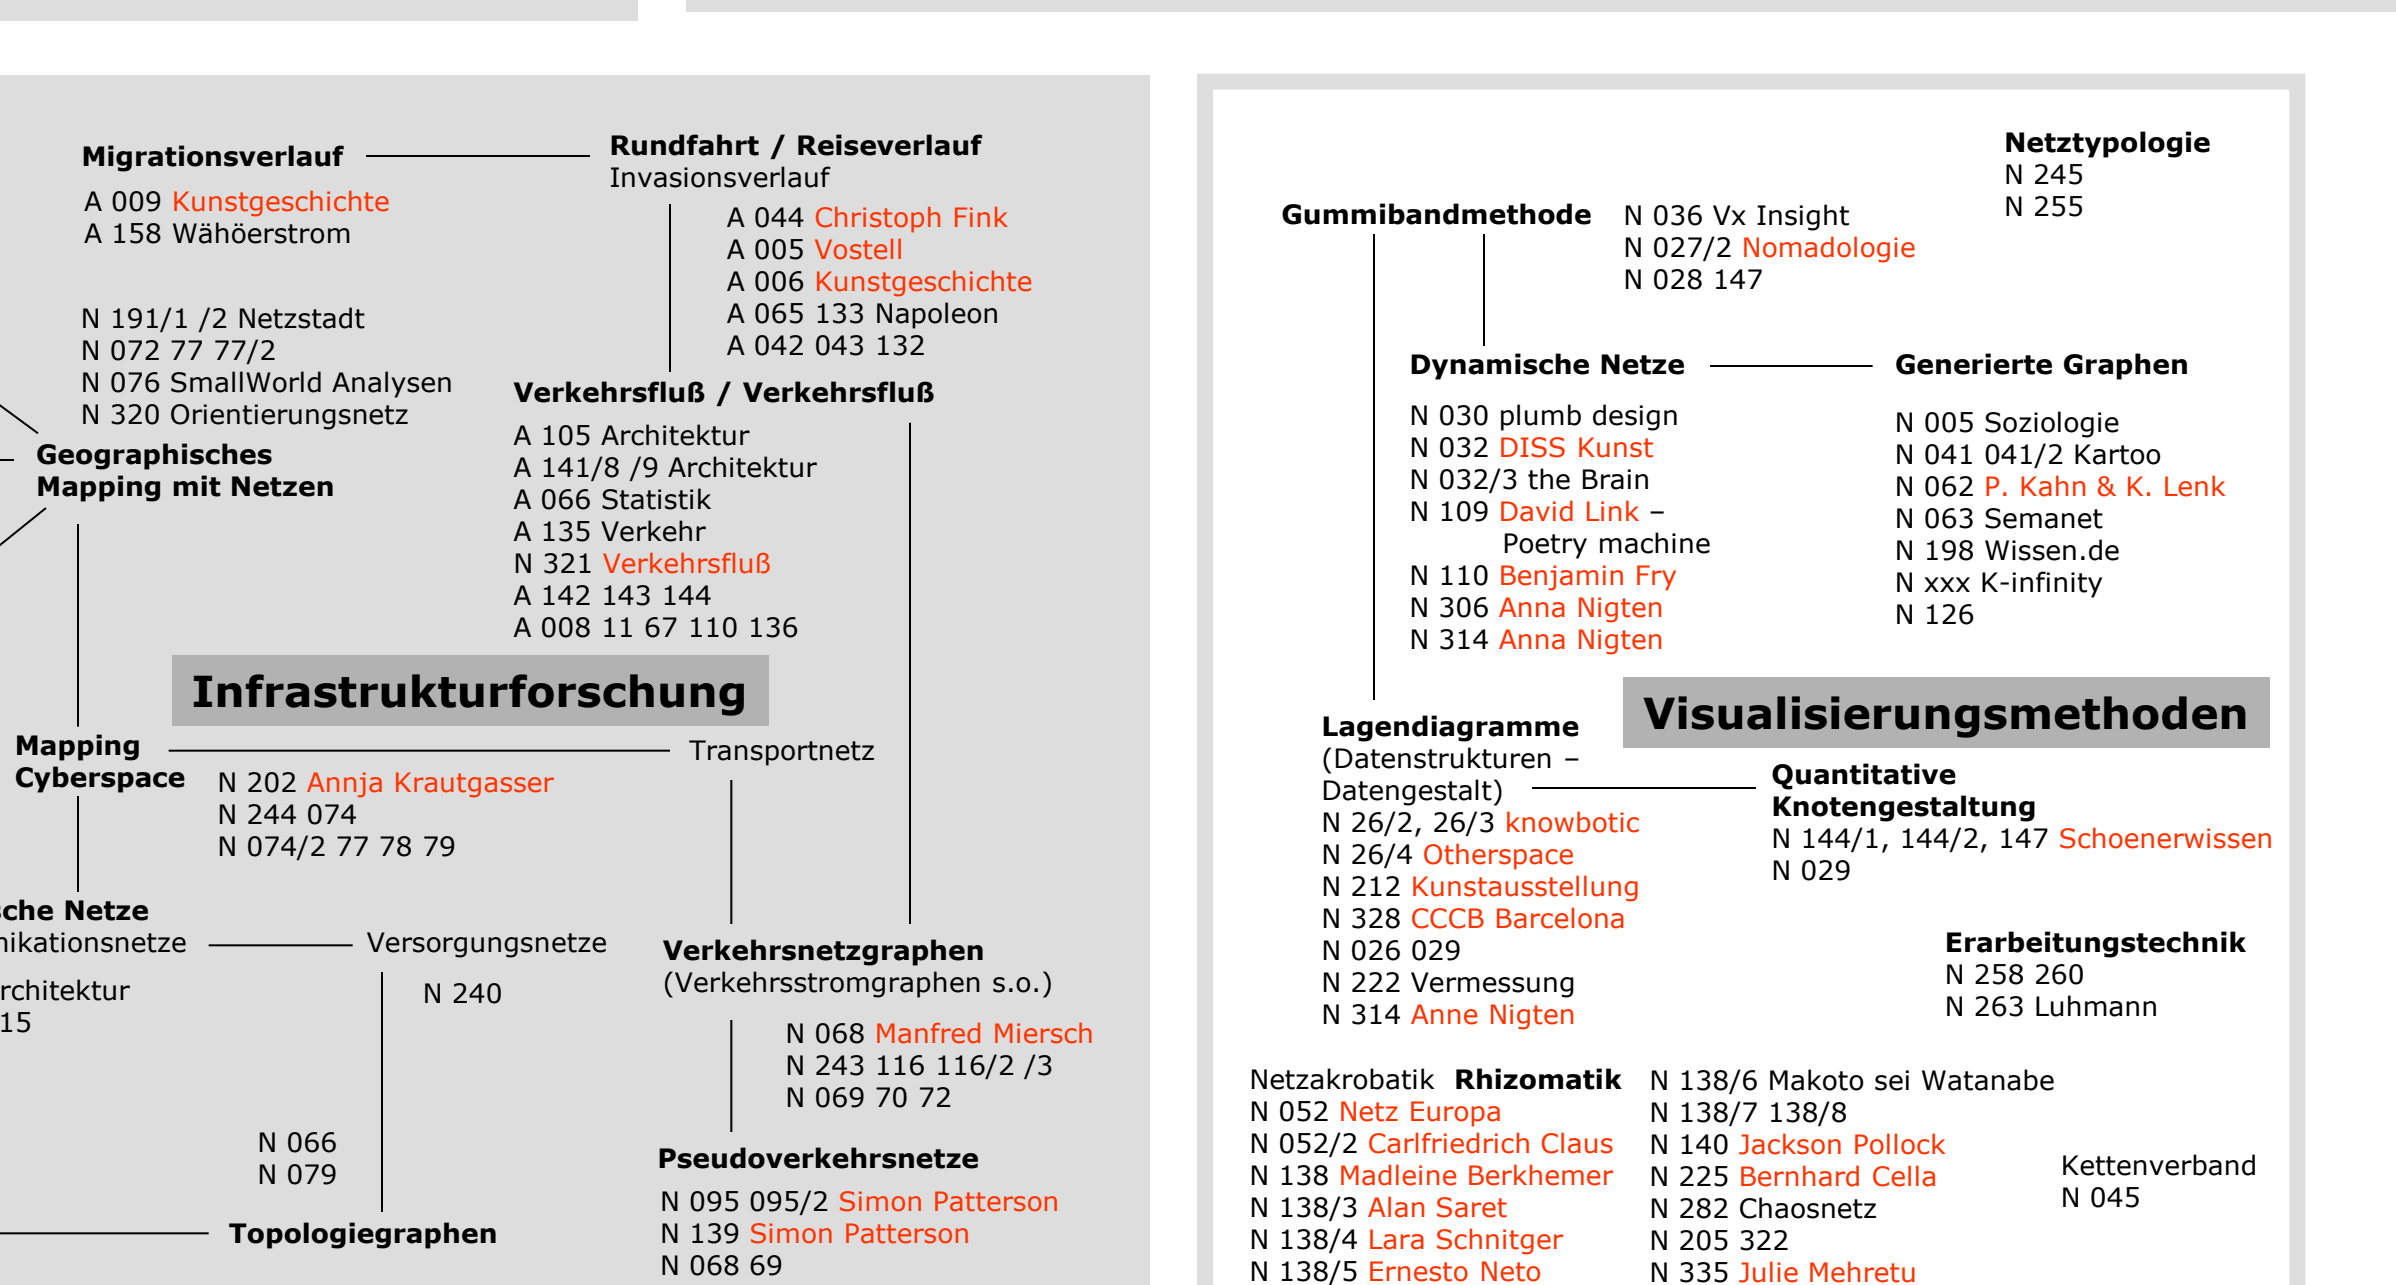 Migrationsverlauf
A 009 Kunstgeschichte
A 158 Wähöerstrom
Rundfahrt / Reiseverlauf
Invasionsverlauf
A 044 Christoph Fink
A 005 Vostell
A 006 Kunstgeschichte
A 065 133 Napoleon
A 042 043 132
N 191/1 /2 Netzstadt
N 072 77 77/2
N 076 SmallWorld Analysen
N 320 Orientierungsnetz
Geographisches
Mapping mit Netzen
Verkehrsfluß / Verkehrsfluß
A 105 Architektur
A 141/8 /9 Architektur
A 066 Statistik
A 135 Verkehr
N 321 Verkehrsfluß
A 142 143 144
A 008 11 67 110 136
Infrastrukturforschung
Mapping
Cyberspace
N 202 Annja Krautgasser
N 244 074
N 074/2 77 78 79
Transportnetz
sche Netze
nikationsnetze
rchitektur
15
Versorgungsnetze
N 240
Verkehrsnetzgraphen
(Verkehrsstromgraphen s.o.)
N 068 Manfred Miersch
N 243 116 116/2 /3
N 069 70 72
N 066
N 079
Topologiegraphen
Pseudoverkehrsnetze
N 095 095/2 Simon Patterson
N 139 Simon Patterson
N 068 69
Netztypologie
N 245
N 255
Gummibandmethode
N 036 Vx Insight
N 027/2 Nomadologie
N 028 147
Dynamische Netze
N 030 plumb design
N 032 DISS Kunst
N 032/3 the Brain
N 109 David Link –
Poetry machine
N 110 Benjamin Fry
N 306 Anna Nigten
N 314 Anna Nigten
Generierte Graphen
N 005 Soziologie
N 041 041/2 Kartoo
N 062 P. Kahn & K. Lenk
N 063 Semanet
N 198 Wissen.de
N xxx K-infinity
N 126
Visualisierungsmethoden
Lagendiagramme
(Datenstrukturen –
Datengestalt)
N 26/2, 26/3 knowbotic
N 26/4 Otherspace
N 212 Kunstausstellung
N 328 CCCB Barcelona
N 026 029
N 222 Vermessung
N 314 Anne Nigten
Quantitative
Knotengestaltung
N 144/1, 144/2, 147 Schoenerwissen
N 029
Erarbeitungstechnik
N 258 260
N 263 Luhmann
Netzakrobatik Rhizomatik
N 052 Netz Europa
N 052/2 Carlfriedrich Claus
N 138 Madleine Berkhemer
N 138/3 Alan Saret
N 138/4 Lara Schnitger
N 138/5 Ernesto Neto
N 138/6 Makoto sei Watanabe
N 138/7 138/8
N 140 Jackson Pollock
N 225 Bernhard Cella
N 282 Chaosnetz
N 205 322
N 335 Julie Mehretu
Kettenverband
N 045